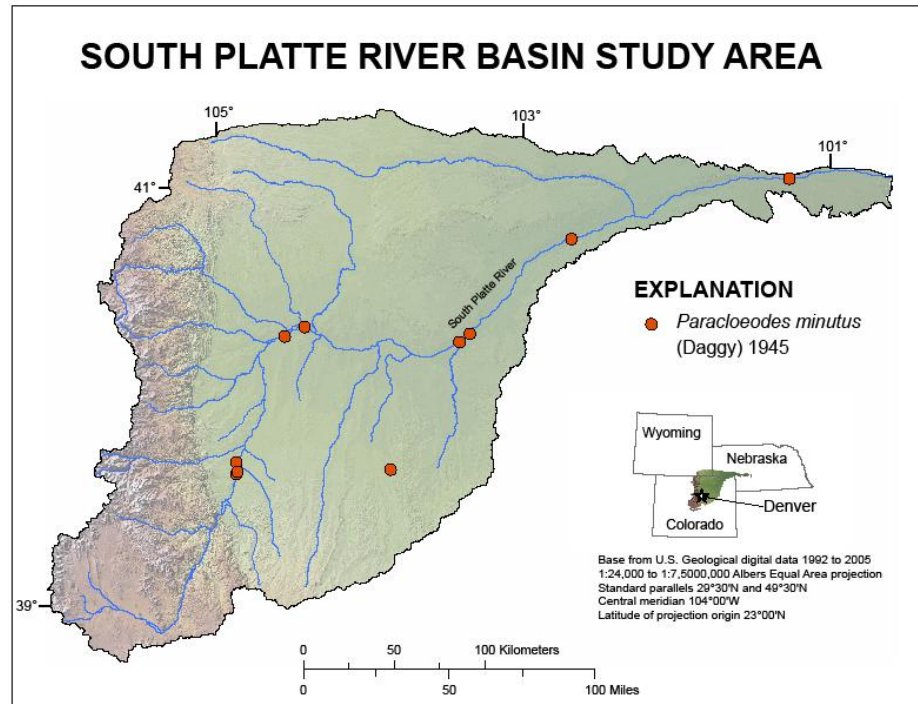 SOUTH PLATTE RIVER BASIN STUDY AREA
105°
103°
101°
41°
South Platte River
EXPLANATION
Paracloeodes minutus
(Daggy) 1945
Wyoming
Nebraska
Denver
Colorado
Base from U.S. Geological digital data 1992 to 2005
1:24,000 to 1:7,5000,000 Albers Equal Area projection
Standard parallels 29°30'N and 49°30'N
Central meridian 104°00'W
Latitude of projection origin 23°00'N
39°
0 50 100 Kilometers
0 50 100 Miles